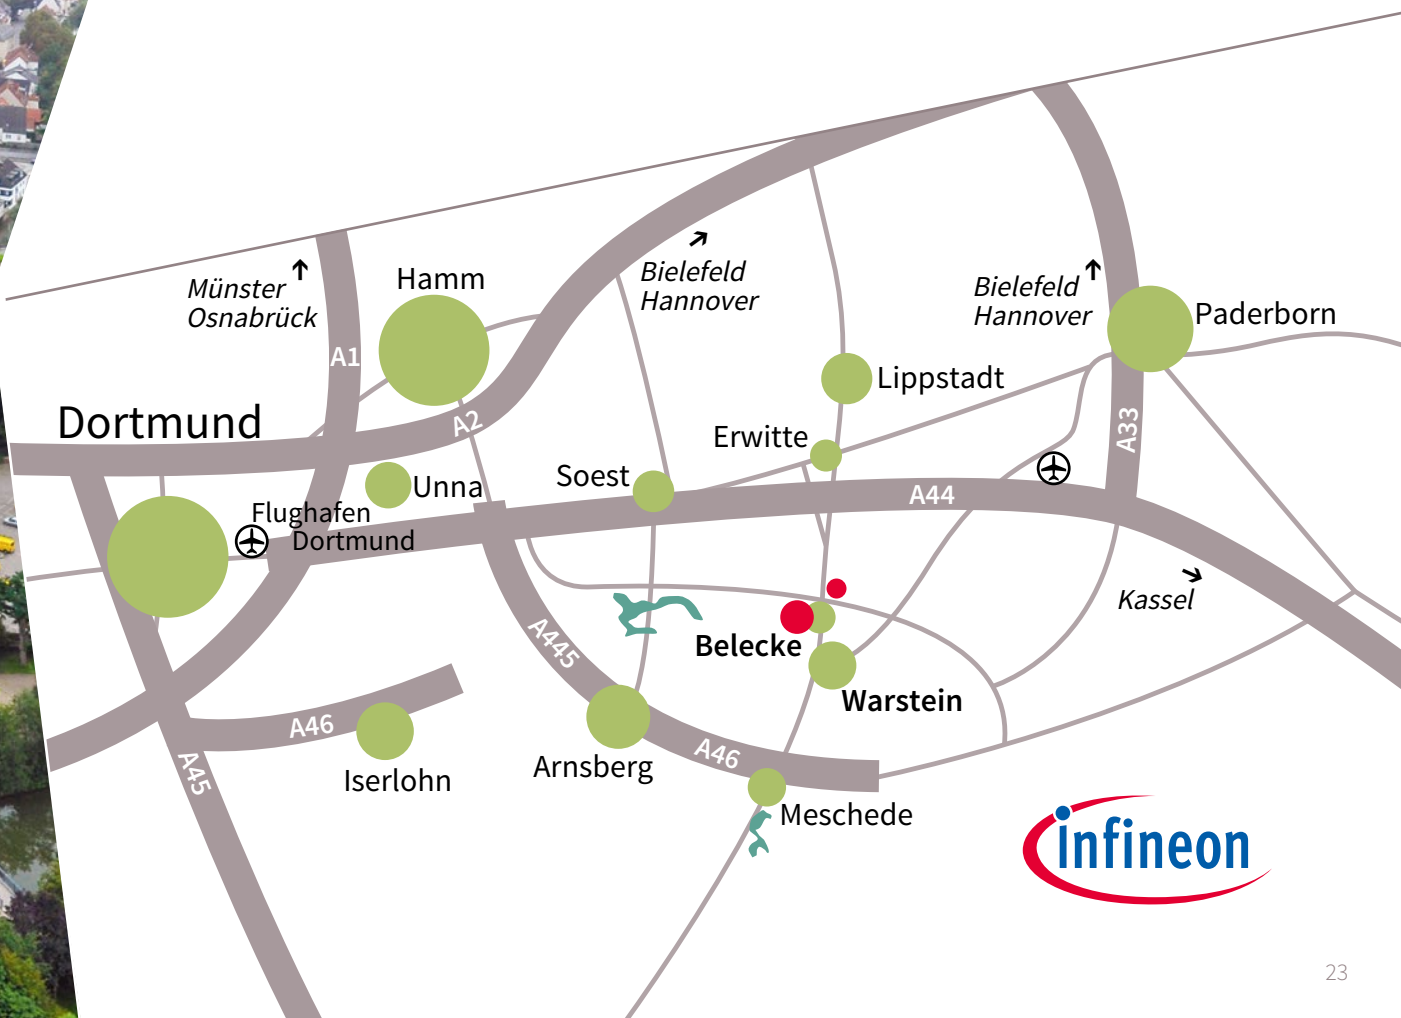 Münster
Osnabrück
Hamm
Bielefeld
Hannover
Bielefeld
Hannover
Paderborn
A1
Lippstadt
Dortmund
A2
Erwitte
A33
Soest
Unna
A44
Flughafen
Dortmund
Kassel
A445
Belecke
Warstein
A46
A46
Arnsberg
A45
Iserlohn
Meschede
infineon
23